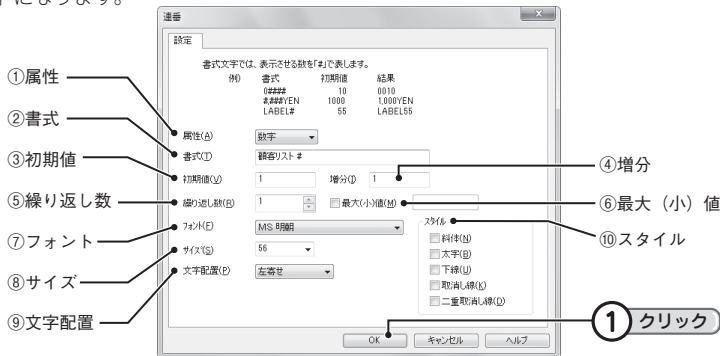 になります。
連番
設定
書式文字では、表示させる数を「#」で表します。
例) 書式 初期値 結果
0#### 10 0010
#,###YEN 1000 1,000YEN
LABEL# 55 LABEL55
①属性
属性(A) 数字
②書式
書式(T) 顧客リスト #
③初期値
初期値(V) 1 増分(I) 1
④増分
⑤繰り返し数
繰り返し数(R) 1 最大(小)値(M)
⑥最大（小）値
⑦フォント
フォント(F) MS 明朝
スタイル
⑩スタイル
斜体(N)
太字(B)
下線(U)
取消し線(K)
二重取消し線(D)
⑧サイズ
サイズ(S) 56
⑨文字配置
文字配置(P) 左寄せ
OK キャンセル ヘルプ
1 クリック